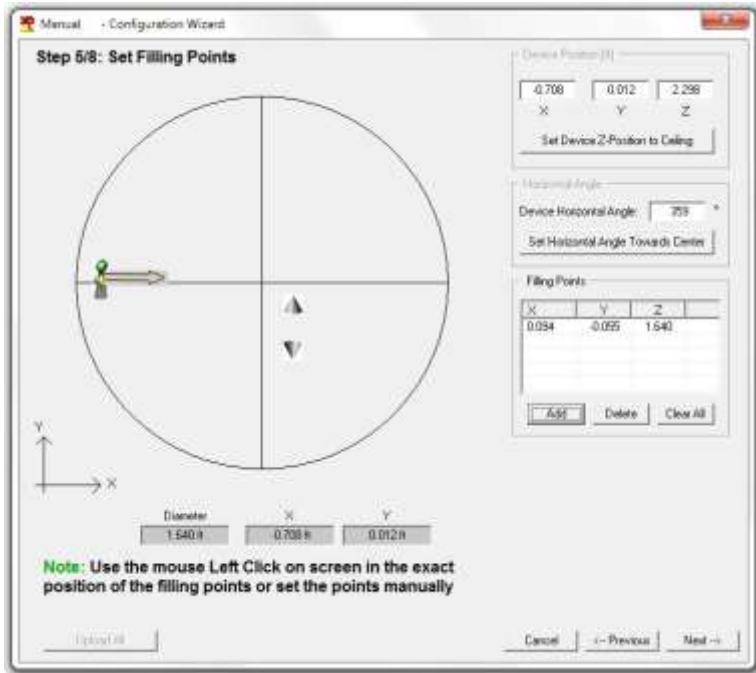 Manual - Configuration Wizard
Step 5/8: Set Filling Points
Device Position [ft]
-0.708 0.012 2.298
X Y Z
Set Device Z-Position to Ceiling
Horizontal Angle
Device Horizontal Angle: 359 °
Set Horizontal Angle Towards Center
Filling Points
X Y Z
0.094 -0.055 1.640
Add Delete Clear All
Y
X
Diameter X Y
1.640 ft -0.708 ft 0.012 ft
Note: Use the mouse Left Click on screen in the exact
position of the filling points or set the points manually
Upload All Cancel <-- Previous Next -->